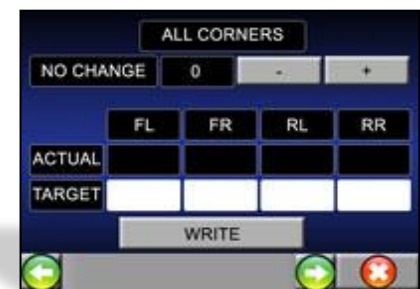 ALL CORNERS
NO CHANGE 0 - +
FL FR RL RR
ACTUAL
TARGET
WRITE